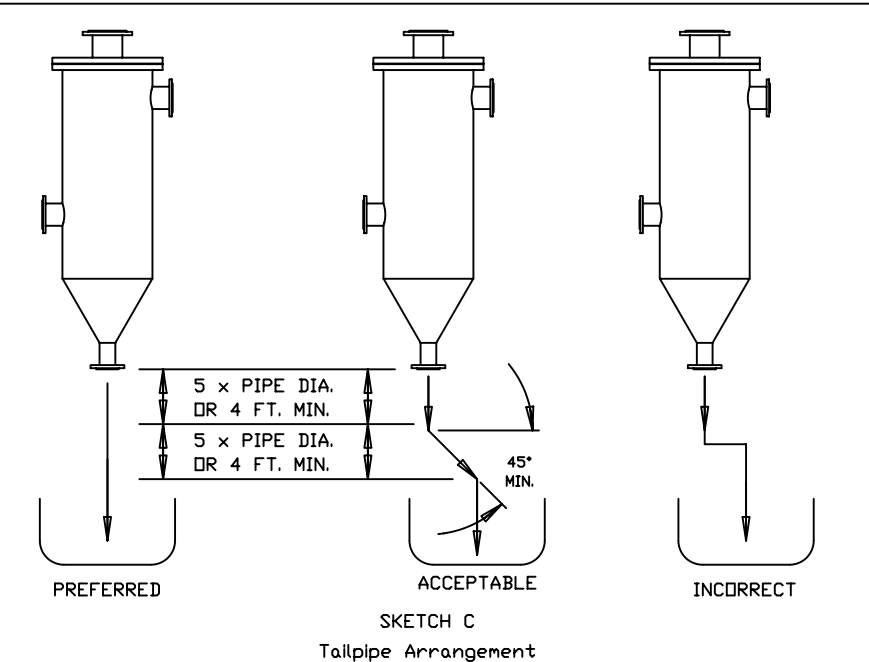 5 x PIPE DIA.
OR 4 FT. MIN.
5 x PIPE DIA.
OR 4 FT. MIN.
45°
MIN.
PREFERRED
ACCEPTABLE
INCORRECT
SKETCH C
Tailpipe Arrangement